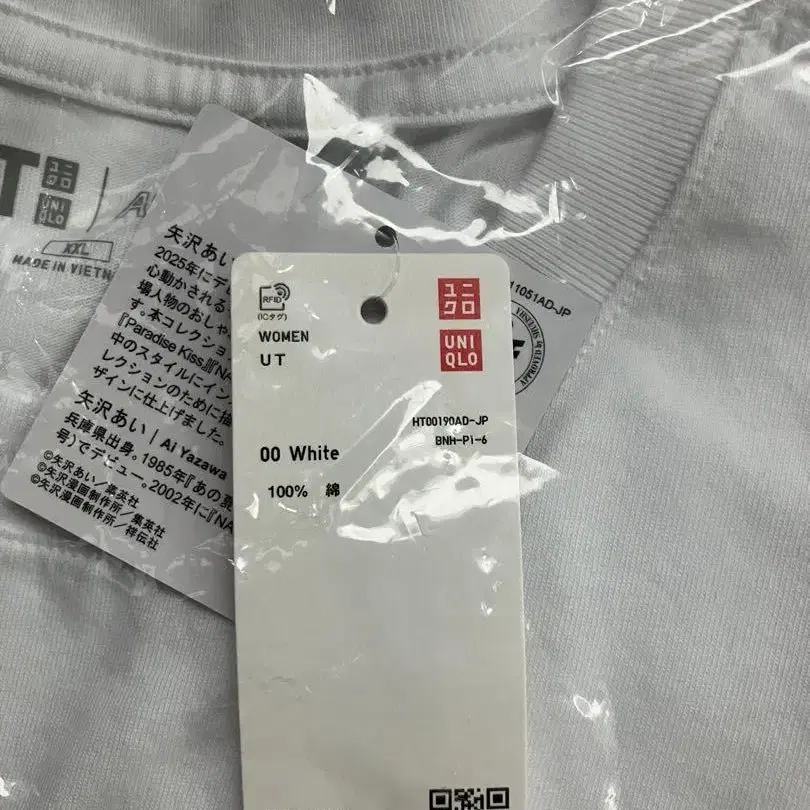 T
ユニ
クロ
UNI
QLO
A
XXL
MADE IN VIETN
矢沢あい
2025年にデ
心動かされる
場人物のおしゃ
す。本コレクショ
『Paradise Kiss』『NA
中のスタイルにイン
レクションのために描
ザインに仕上げました。
矢沢あい | Ai Yazawa
兵庫県出身。1985年『あの夏
号)でデビュー。2002年に『NA
©矢沢あい/集英社
©矢沢漫画制作所/集英社
©矢沢漫画制作所/祥伝社
RFID
(ICタグ)
WOMEN
UT
ユニ
クロ
UNI
QLO
HT00190AD-JP
BNH-Pi-6
00 White
100% 綿
11051AD-JP
APPROVED by SHUEISHA